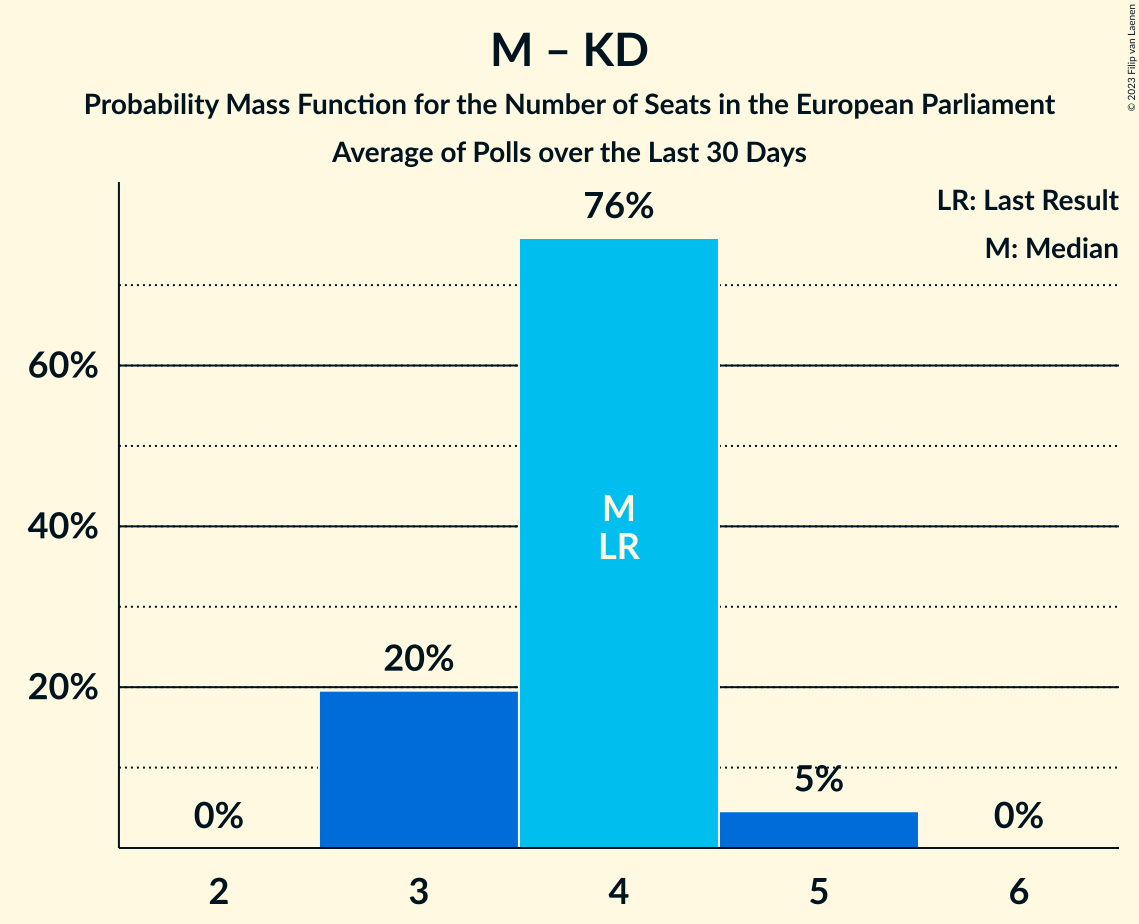 M – KD
Probability Mass Function for the Number of Seats in the European Parliament
Average of Polls over the Last 30 Days
© 2023 Filip van Laenen
LR: Last Result
M: Median
76%
60%
40%
20%
M
LR
20%
5%
0%
0%
2
3
4
5
6